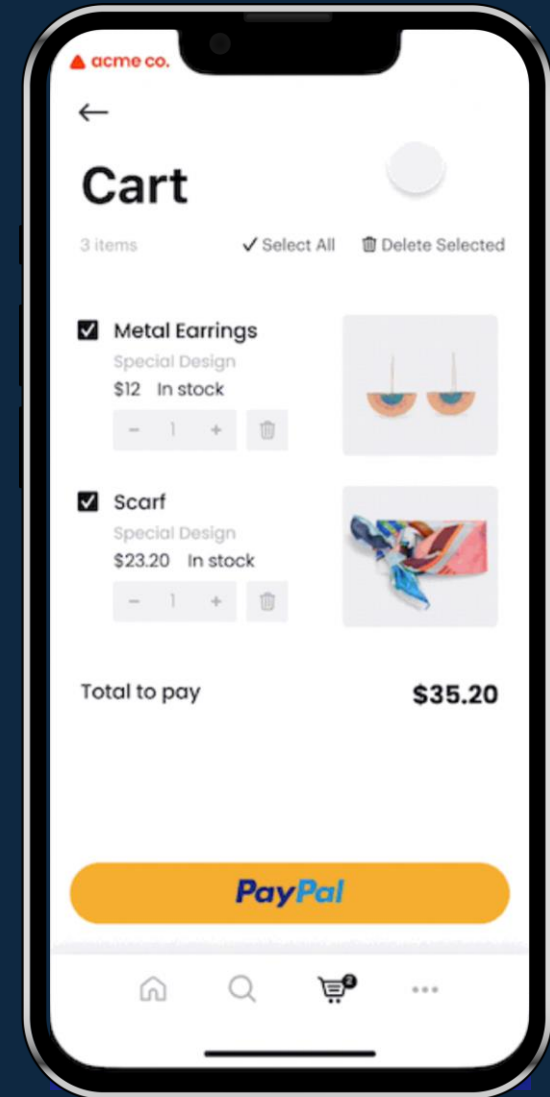 acme co.
Cart
3 items
Select All
Delete Selected
Metal Earrings
Special Design
$12 In stock
- 1 +
Scarf
Special Design
$23.20 In stock
- 1 +
Total to pay
$35.20
PayPal
2